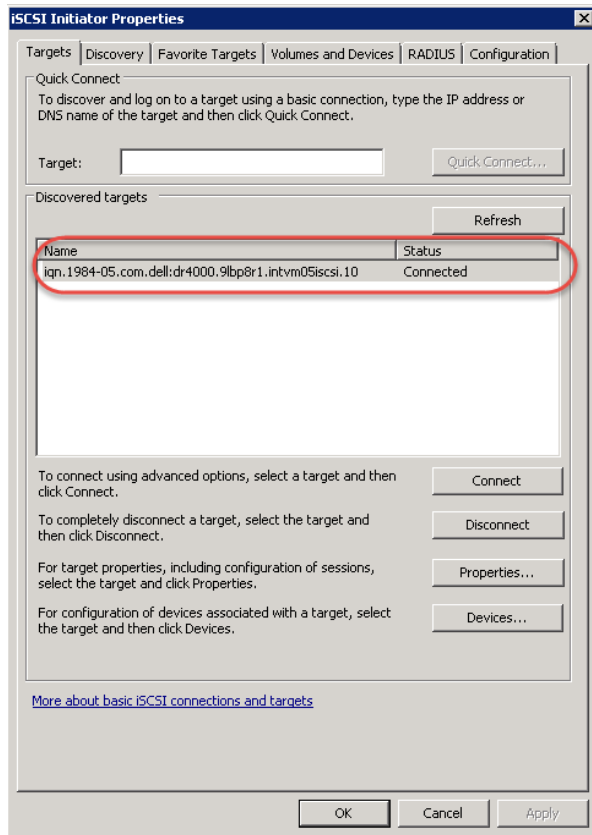 iSCSI Initiator Properties
Targets Discovery Favorite Targets Volumes and Devices RADIUS Configuration
Quick Connect
To discover and log on to a target using a basic connection, type the IP address or
DNS name of the target and then click Quick Connect.
Target:
Quick Connect...
Discovered targets
Refresh
Name Status
iqn.1984-05.com.dell:dr4000.9lbp8r1.intvm05iscsi.10 Connected
To connect using advanced options, select a target and then
click Connect.
Connect
To completely disconnect a target, select the target and
then click Disconnect.
Disconnect
For target properties, including configuration of sessions,
select the target and click Properties.
Properties...
For configuration of devices associated with a target, select
the target and then click Devices.
Devices...
More about basic iSCSI connections and targets
OK Cancel Apply